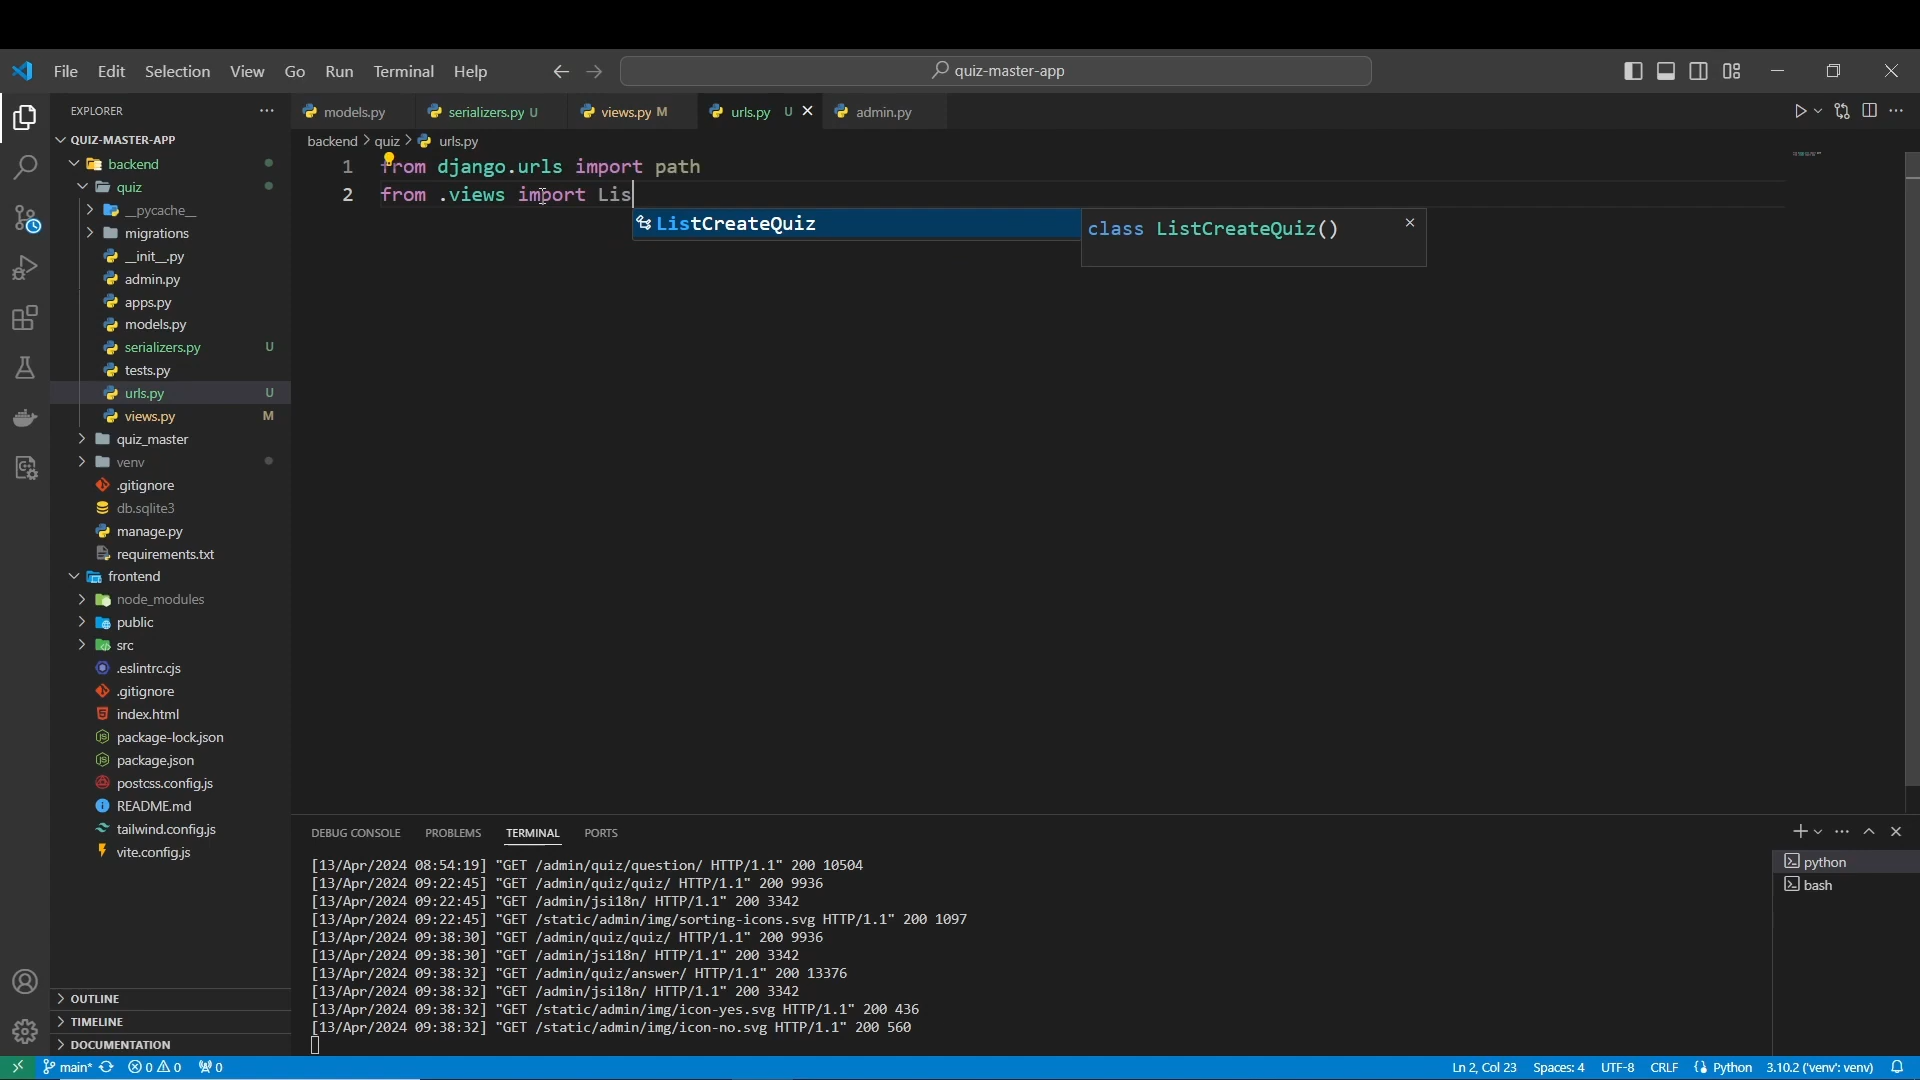 File Edit Selection View Go Run Terminal Help
quiz-master-app
EXPLORER
models.py
serializers.py U
views.py M
urls.py U
admin.py
QUIZ-MASTER-APP
backend
quiz
__pycache__
migrations
__init__.py
admin.py
apps.py
models.py
serializers.py U
tests.py
urls.py U
views.py M
quiz_master
venv
.gitignore
db.sqlite3
manage.py
requirements.txt
frontend
node_modules
public
src
.eslintrc.cjs
.gitignore
index.html
package-lock.json
package.json
postcss.config.js
README.md
tailwind.config.js
vite.config.js
OUTLINE
TIMELINE
DOCUMENTATION
backend > quiz > urls.py
1 from django.urls import path
2 from .views import Lis
ListCreateQuiz
class ListCreateQuiz()
DEBUG CONSOLE PROBLEMS TERMINAL PORTS
[13/Apr/2024 08:54:19] "GET /admin/quiz/question/ HTTP/1.1" 200 10504
[13/Apr/2024 09:22:45] "GET /admin/quiz/quiz/ HTTP/1.1" 200 9936
[13/Apr/2024 09:22:45] "GET /admin/jsi18n/ HTTP/1.1" 200 3342
[13/Apr/2024 09:22:45] "GET /static/admin/img/sorting-icons.svg HTTP/1.1" 200 1097
[13/Apr/2024 09:38:30] "GET /admin/quiz/quiz/ HTTP/1.1" 200 9936
[13/Apr/2024 09:38:30] "GET /admin/jsi18n/ HTTP/1.1" 200 3342
[13/Apr/2024 09:38:32] "GET /admin/quiz/answer/ HTTP/1.1" 200 13376
[13/Apr/2024 09:38:32] "GET /admin/jsi18n/ HTTP/1.1" 200 3342
[13/Apr/2024 09:38:32] "GET /static/admin/img/icon-yes.svg HTTP/1.1" 200 436
[13/Apr/2024 09:38:32] "GET /static/admin/img/icon-no.svg HTTP/1.1" 200 560
python
bash
main* 0 0 0
Ln 2, Col 23 Spaces: 4 UTF-8 CRLF Python 3.10.2 ('venv': venv)